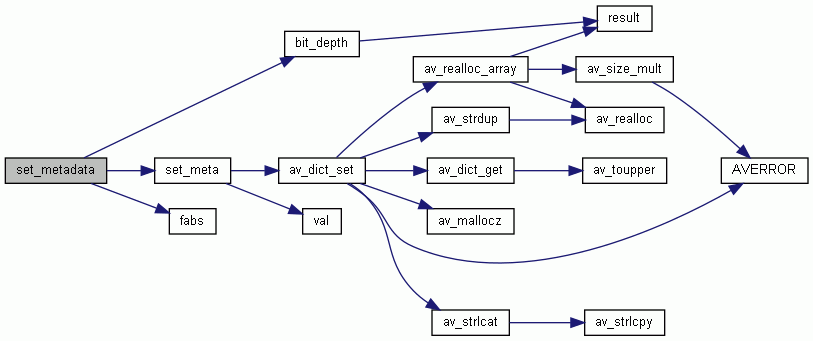 set_metadata
bit_depth
set_meta
fabs
av_dict_set
val
av_realloc_array
av_strdup
av_dict_get
av_mallocz
av_strlcat
result
av_size_mult
av_realloc
av_toupper
av_strlcpy
AVERROR